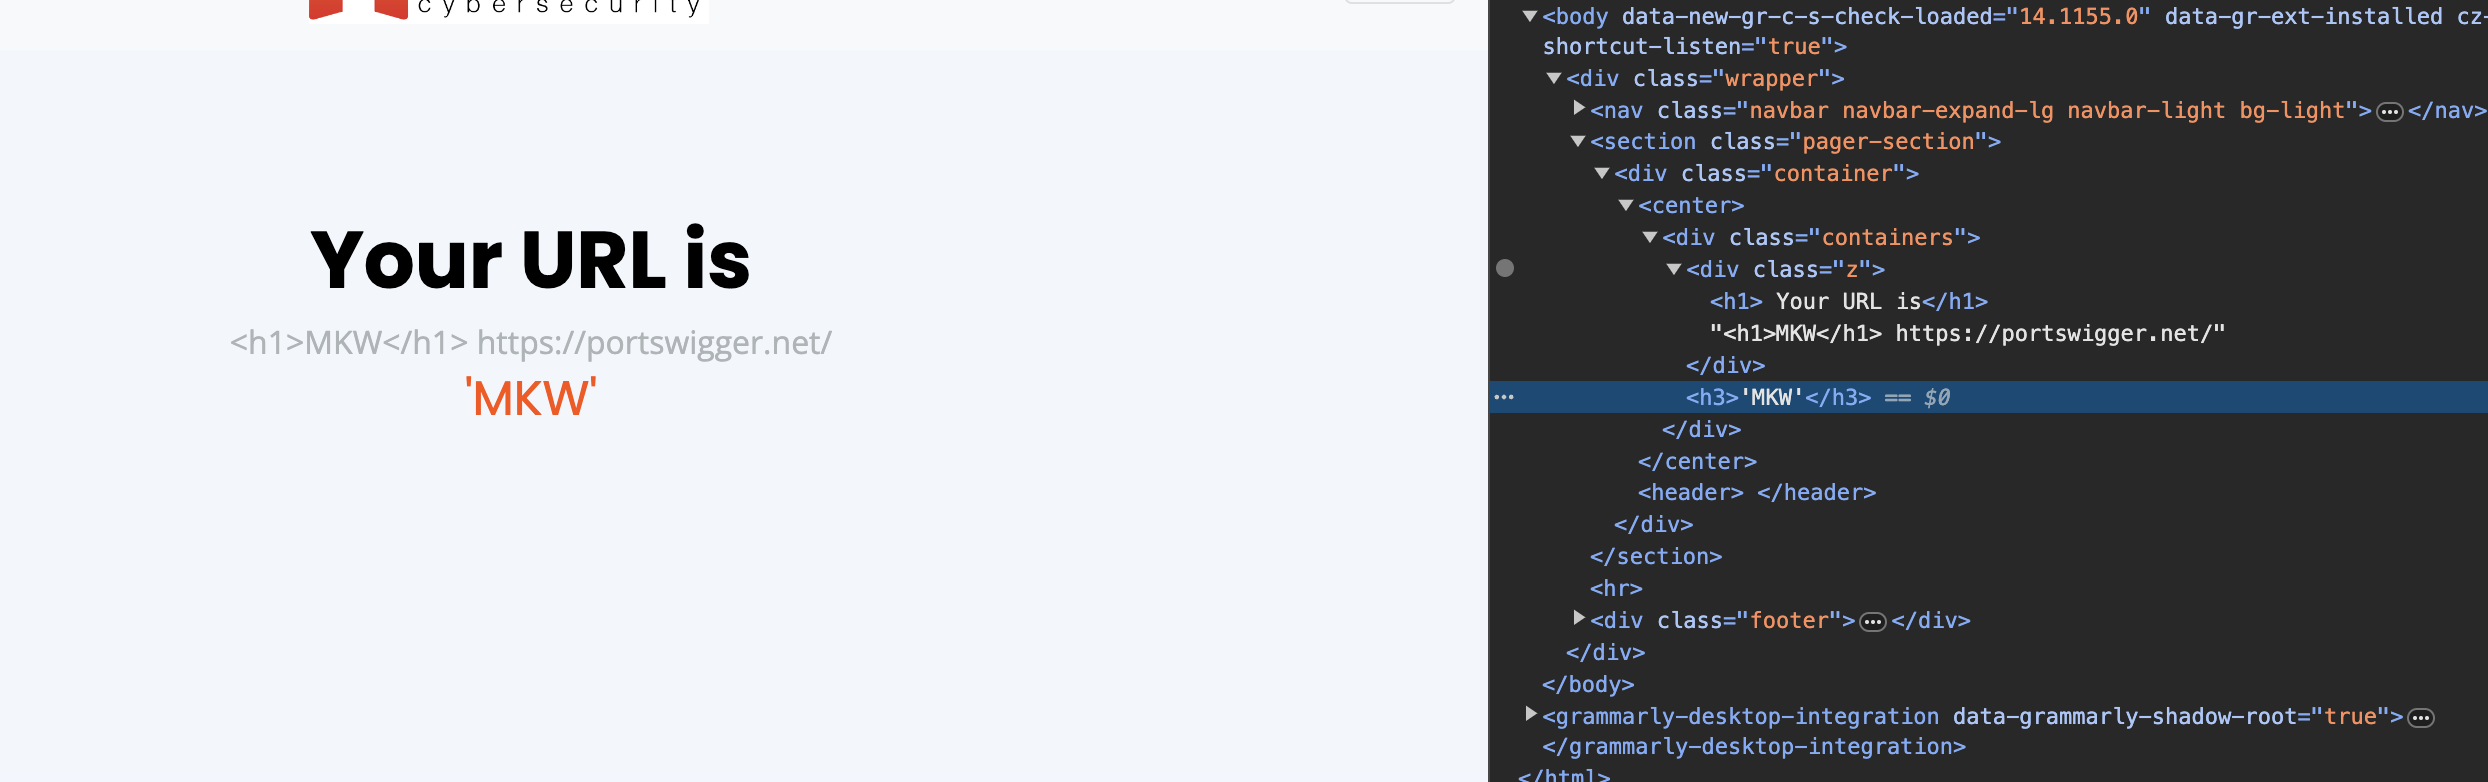 cybersecurity
Your URL is
<h1>MKW</h1> https://portswigger.net/
'MKW'
<body data-new-gr-c-s-check-loaded="14.1155.0" data-gr-ext-installed cz-
shortcut-listen="true">
<div class="wrapper">
<nav class="navbar navbar-expand-lg navbar-light bg-light">…</nav>
<section class="pager-section">
<div class="container">
<center>
<div class="containers">
<div class="z">
<h1> Your URL is</h1>
"<h1>MKW</h1> https://portswigger.net/"
</div>
<h3>'MKW'</h3> == $0
</div>
</center>
<header> </header>
</div>
</section>
<hr>
<div class="footer">…</div>
</div>
</body>
<grammarly-desktop-integration data-grammarly-shadow-root="true">…
</grammarly-desktop-integration>
</html>